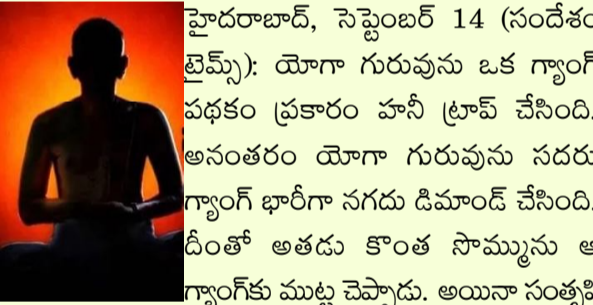 హైదరాబాద్, సెప్టెంబర్ 14 (సందేశం
టైమ్స్): యోగా గురువును ఒక గ్యాంగ్
పథకం ప్రకారం హనీ ట్రాప్ చేసింది.
అనంతరం యోగా గురువును సదరు
గ్యాంగ్ భారీగా నగదు డిమాండ్ చేసింది.
దీంతో అతడు కొంత సొమ్మును ఆ
గ్యాంగ్‌కు ముట్ట చెప్పాడు. అయినా